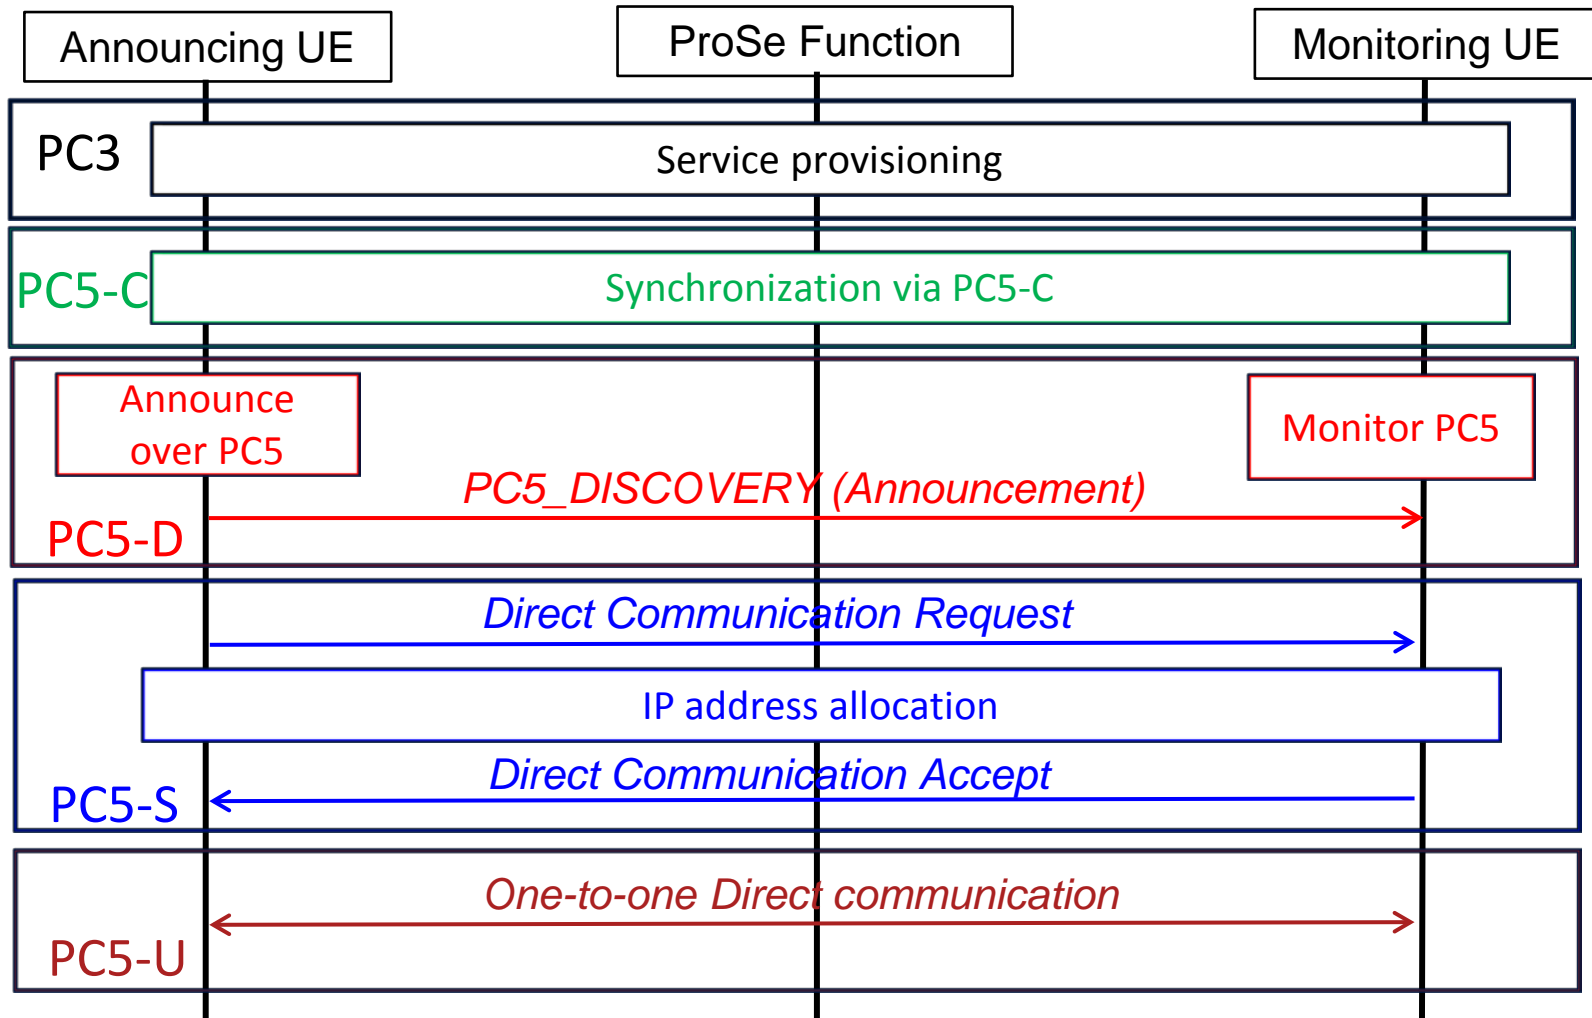 Announcing UE
ProSe Function
Monitoring UE
PC3
Service provisioning
PC5-C
Synchronization via PC5-C
Announce
over PC5
Monitor PC5
PC5_DISCOVERY (Announcement)
PC5-D
Direct Communication Request
IP address allocation
Direct Communication Accept
PC5-S
One-to-one Direct communication
PC5-U